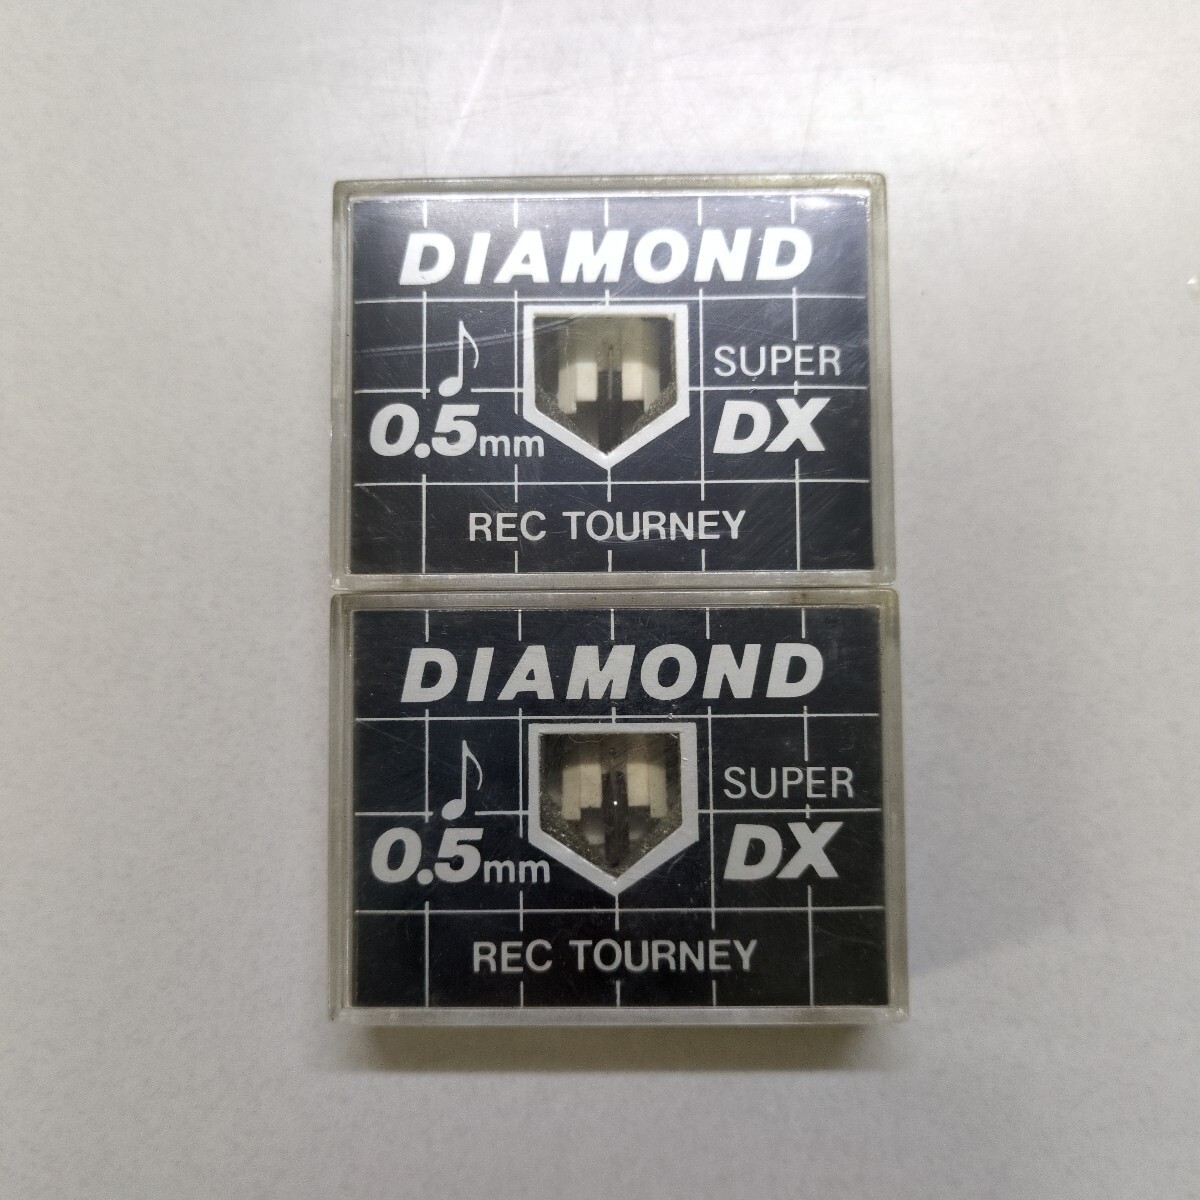 DIAMOND
SUPER
0.5mm DX
REC TOURNEY
DIAMOND
SUPER
0.5mm DX
REC TOURNEY